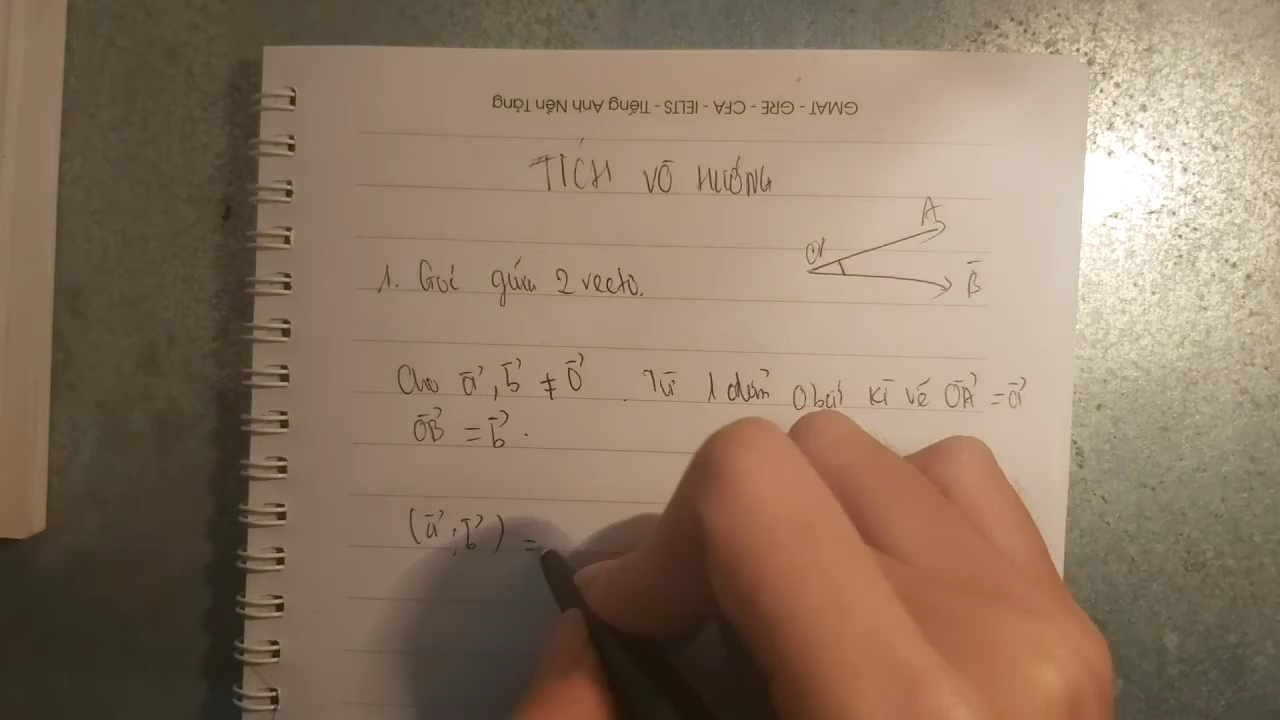 GMAT - GRE - CFA - IELTS - Tiếng Anh Nền Tảng
TÍCH VÔ HƯỚNG
O A
B
1. Góc giữa 2 vectơ.
Cho a⃗, b⃗ ≠ 0⃗. Từ 1 điểm O bất kì vẽ OA⃗ = a⃗
OB⃗ = b⃗.
(a⃗; b⃗) =